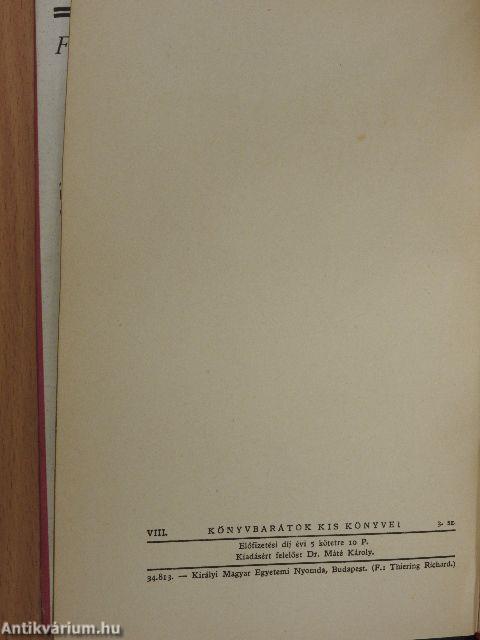 F
VIII. KÖNYVBARÁTOK KIS KÖNYVEI 3. sz.
Előfizetési díj évi 5 kötetre 10 P.
Kiadásért felelős: Dr. Máté Károly.
34.813. — Királyi Magyar Egyetemi Nyomda, Budapest. (F.: Thiering Richard.)
Antikvárium.hu